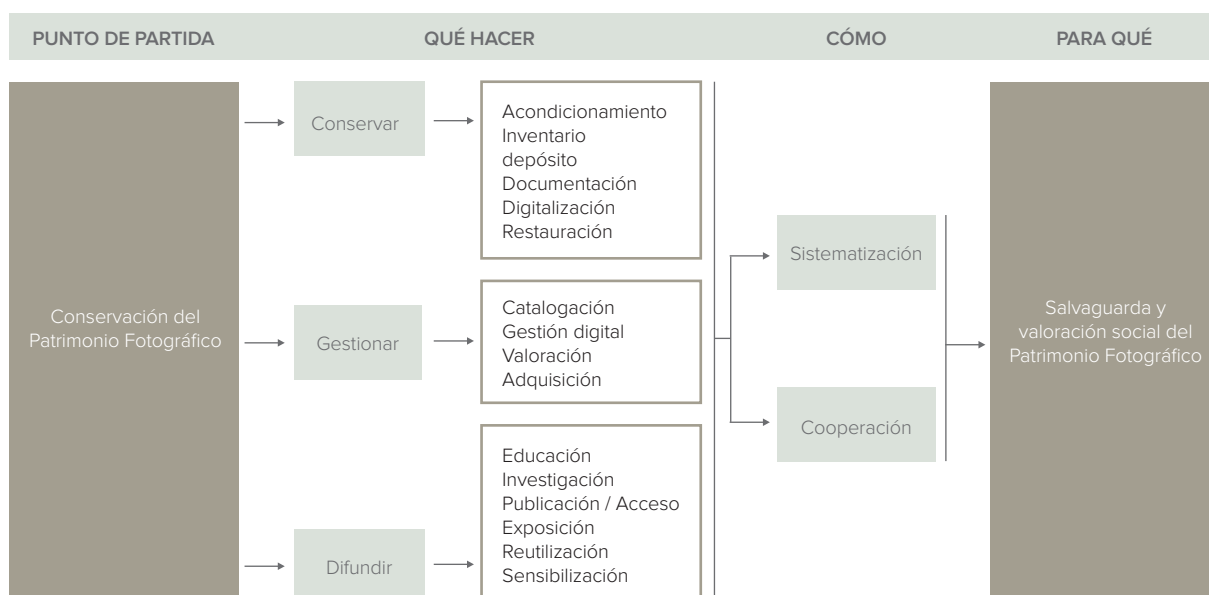 PUNTO DE PARTIDA
QUÉ HACER
CÓMO
PARA QUÉ
Conservación del
Patrimonio Fotográfico
Conservar
Acondicionamiento
Inventario
depósito
Documentación
Digitalización
Restauración
Gestionar
Catalogación
Gestión digital
Valoración
Adquisición
Difundir
Educación
Investigación
Publicación / Acceso
Exposición
Reutilización
Sensibilización
Sistematización
Cooperación
Salvaguarda y
valoración social del
Patrimonio Fotográfico